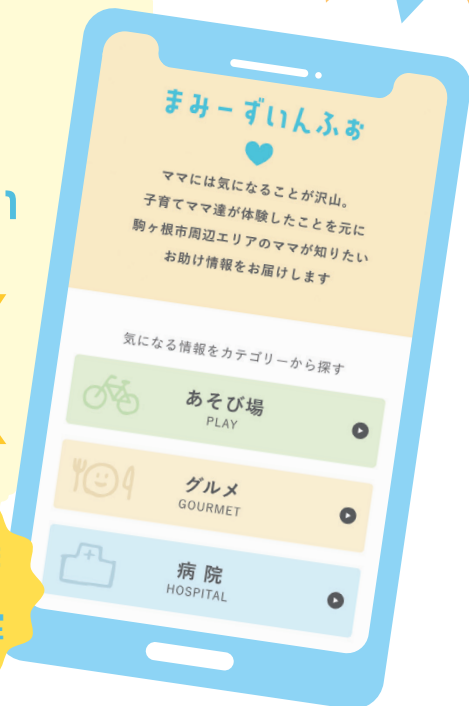 まみーずいんふぉ
ママには気になることが沢山。
子育てママ達が体験したことを元に
駒ヶ根市周辺エリアのママが知りたい
お助け情報をお届けします
気になる情報をカテゴリーから探す
あそび場
PLAY
グルメ
GOURMET
病院
HOSPITAL